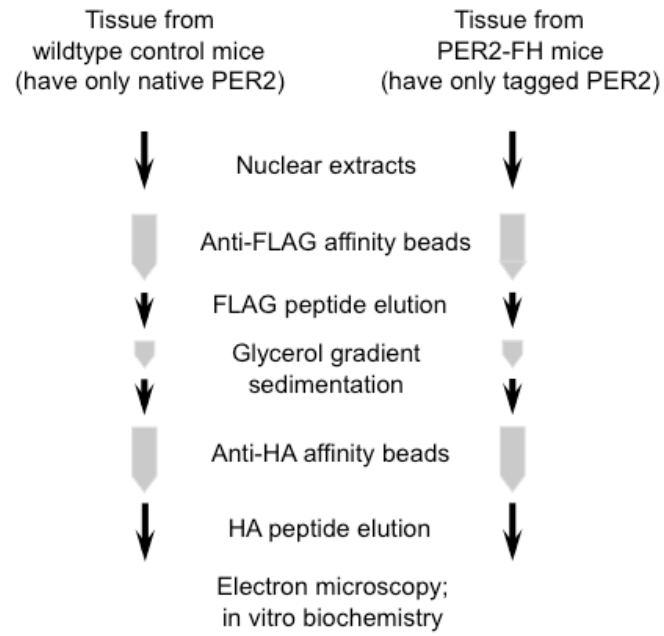 Tissue from
wildtype control mice
(have only native PER2)
Tissue from
PER2-FH mice
(have only tagged PER2)
Nuclear extracts
Anti-FLAG affinity beads
FLAG peptide elution
Glycerol gradient
sedimentation
Anti-HA affinity beads
HA peptide elution
Electron microscopy;
in vitro biochemistry